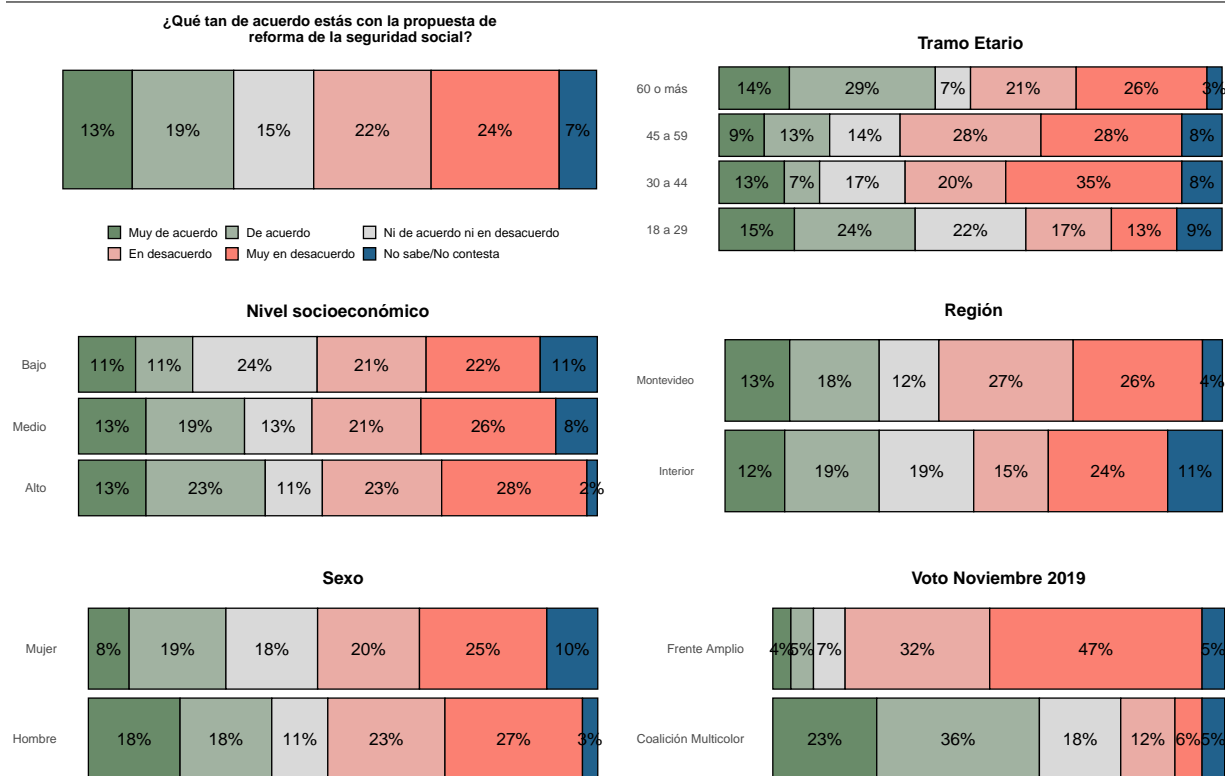 ¿Qué tan de acuerdo estás con la propuesta de
reforma de la seguridad social?
13% 19% 15% 22% 24% 7%
Muy de acuerdo De acuerdo Ni de acuerdo ni en desacuerdo
En desacuerdo Muy en desacuerdo No sabe/No contesta
Tramo Etario
60 o más 14% 29% 7% 21% 26% 3%
45 a 59 9% 13% 14% 28% 28% 8%
30 a 44 13% 7% 17% 20% 35% 8%
18 a 29 15% 24% 22% 17% 13% 9%
Nivel socioeconómico
Bajo 11% 11% 24% 21% 22% 11%
Medio 13% 19% 13% 21% 26% 8%
Alto 13% 23% 11% 23% 28% 2%
Región
Montevideo 13% 18% 12% 27% 26% 4%
Interior 12% 19% 19% 15% 24% 11%
Sexo
Mujer 8% 19% 18% 20% 25% 10%
Hombre 18% 18% 11% 23% 27% 3%
Voto Noviembre 2019
Frente Amplio 4% 5% 7% 32% 47% 5%
Coalición Multicolor 23% 36% 18% 12% 6% 5%